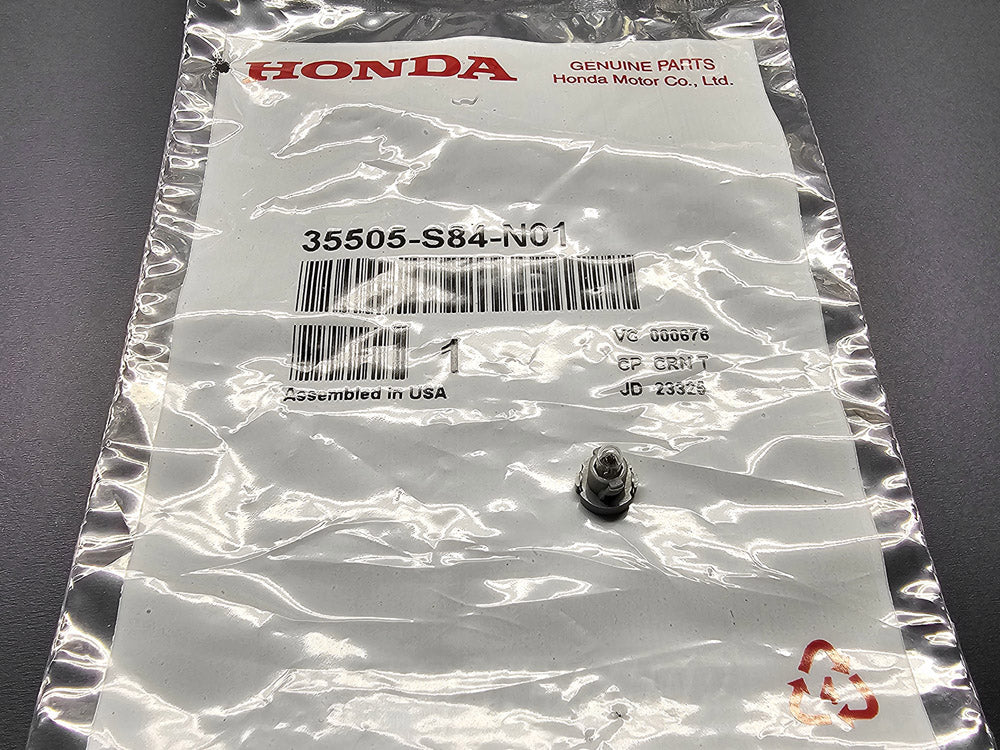 HONDA
GENUINE PARTS
Honda Motor Co., Ltd.
35505-S84-N01
1
VC 000676
CP CRN T
JD 23325
Assembled in USA
4